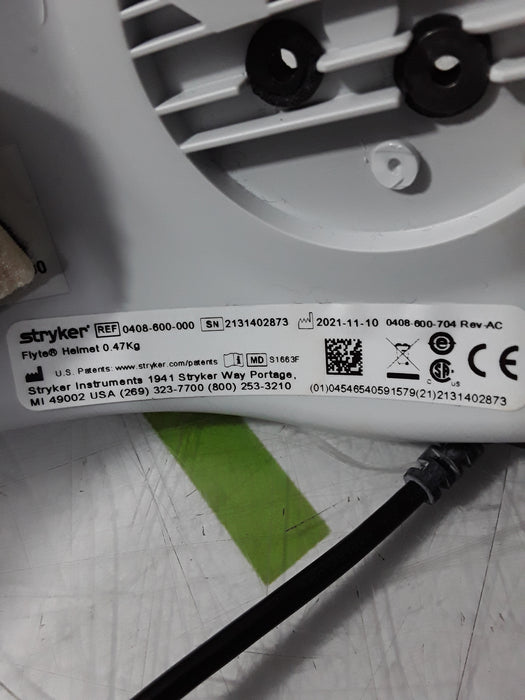 stryker® REF 0408-600-000 SN 2131402873 2021-11-10 0408-600-704 Rev-AC
Flyte® Helmet 0.47Kg
U.S. Patents: www.stryker.com/patents MD S1663F
Stryker Instruments 1941 Stryker Way Portage,
MI 49002 USA (269) 323-7700 (800) 253-3210
e
C US
CE
(01)04546540591579(21)2131402873